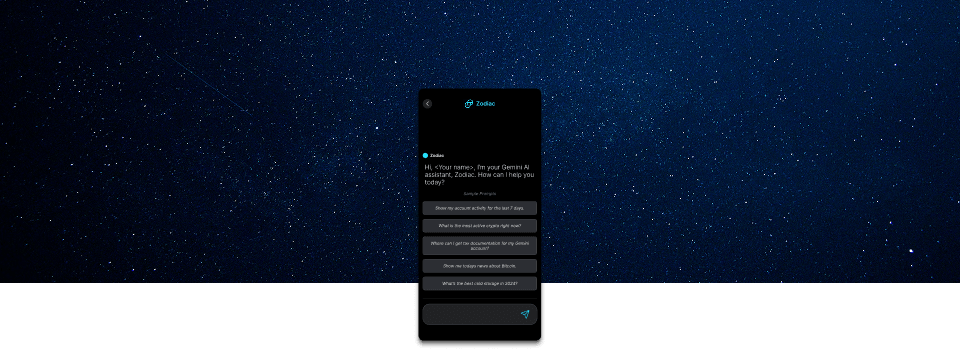 Zodiac
Zodiac
Hi, <Your name>, I'm your Gemini AI
assistant, Zodiac. How can I help you
today?
Sample Prompts
Show my account activity for the last 7 days.
What is the most active crypto right now?
Where can I get tax documentation for my Gemini
account?
Show me todays news about Bitcoin.
What's the best cold storage in 2024?